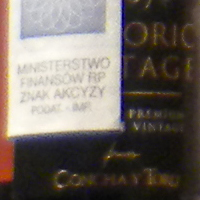 MINISTERSTWO
FINANSÓW RP
ZNAK AKCYZY
PODAT. - IMP.
ORIC
TAGE
PREMIUM
VINTAGE
CONCHA Y TORO